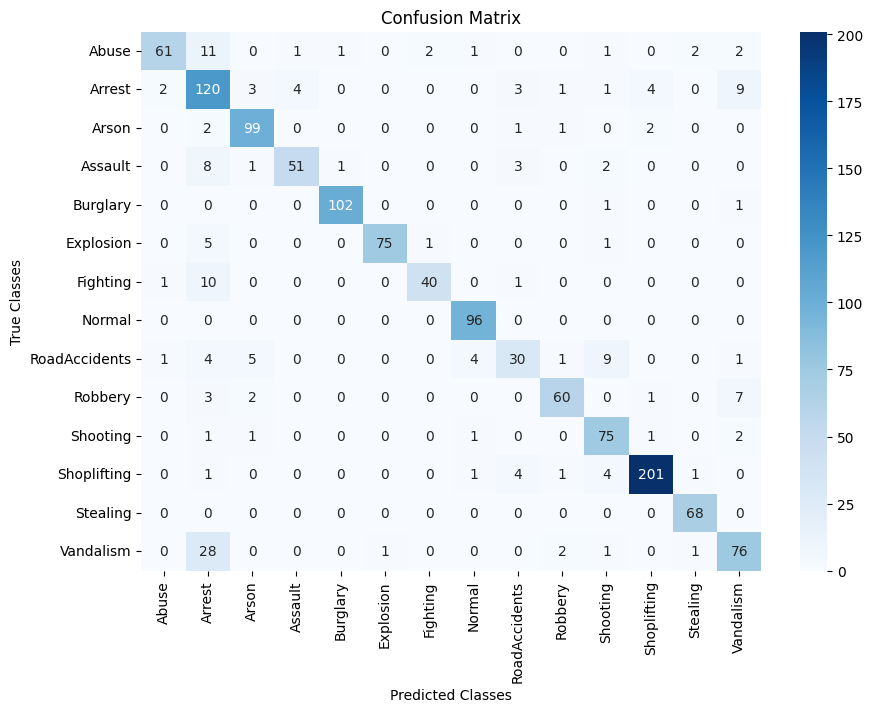 Confusion Matrix
True Classes
Abuse 61 11 0 1 1 0 2 1 0 0 1 0 2 2
Arrest 2 120 3 4 0 0 0 0 3 1 1 4 0 9
Arson 0 2 99 0 0 0 0 0 1 1 0 2 0 0
Assault 0 8 1 51 1 0 0 0 3 0 2 0 0 0
Burglary 0 0 0 0 102 0 0 0 0 0 1 0 0 1
Explosion 0 5 0 0 0 75 1 0 0 0 1 0 0 0
Fighting 1 10 0 0 0 0 40 0 1 0 0 0 0 0
Normal 0 0 0 0 0 0 0 96 0 0 0 0 0 0
RoadAccidents 1 4 5 0 0 0 0 4 30 1 9 0 0 1
Robbery 0 3 2 0 0 0 0 0 0 60 0 1 0 7
Shooting 0 1 1 0 0 0 0 1 0 0 75 1 0 2
Shoplifting 0 1 0 0 0 0 0 1 4 1 4 201 1 0
Stealing 0 0 0 0 0 0 0 0 0 0 0 0 68 0
Vandalism 0 28 0 0 0 1 0 0 0 2 1 0 1 76
Abuse Arrest Arson Assault Burglary Explosion Fighting Normal RoadAccidents Robbery Shooting Shoplifting Stealing Vandalism
Predicted Classes
200
175
150
125
100
75
50
25
0